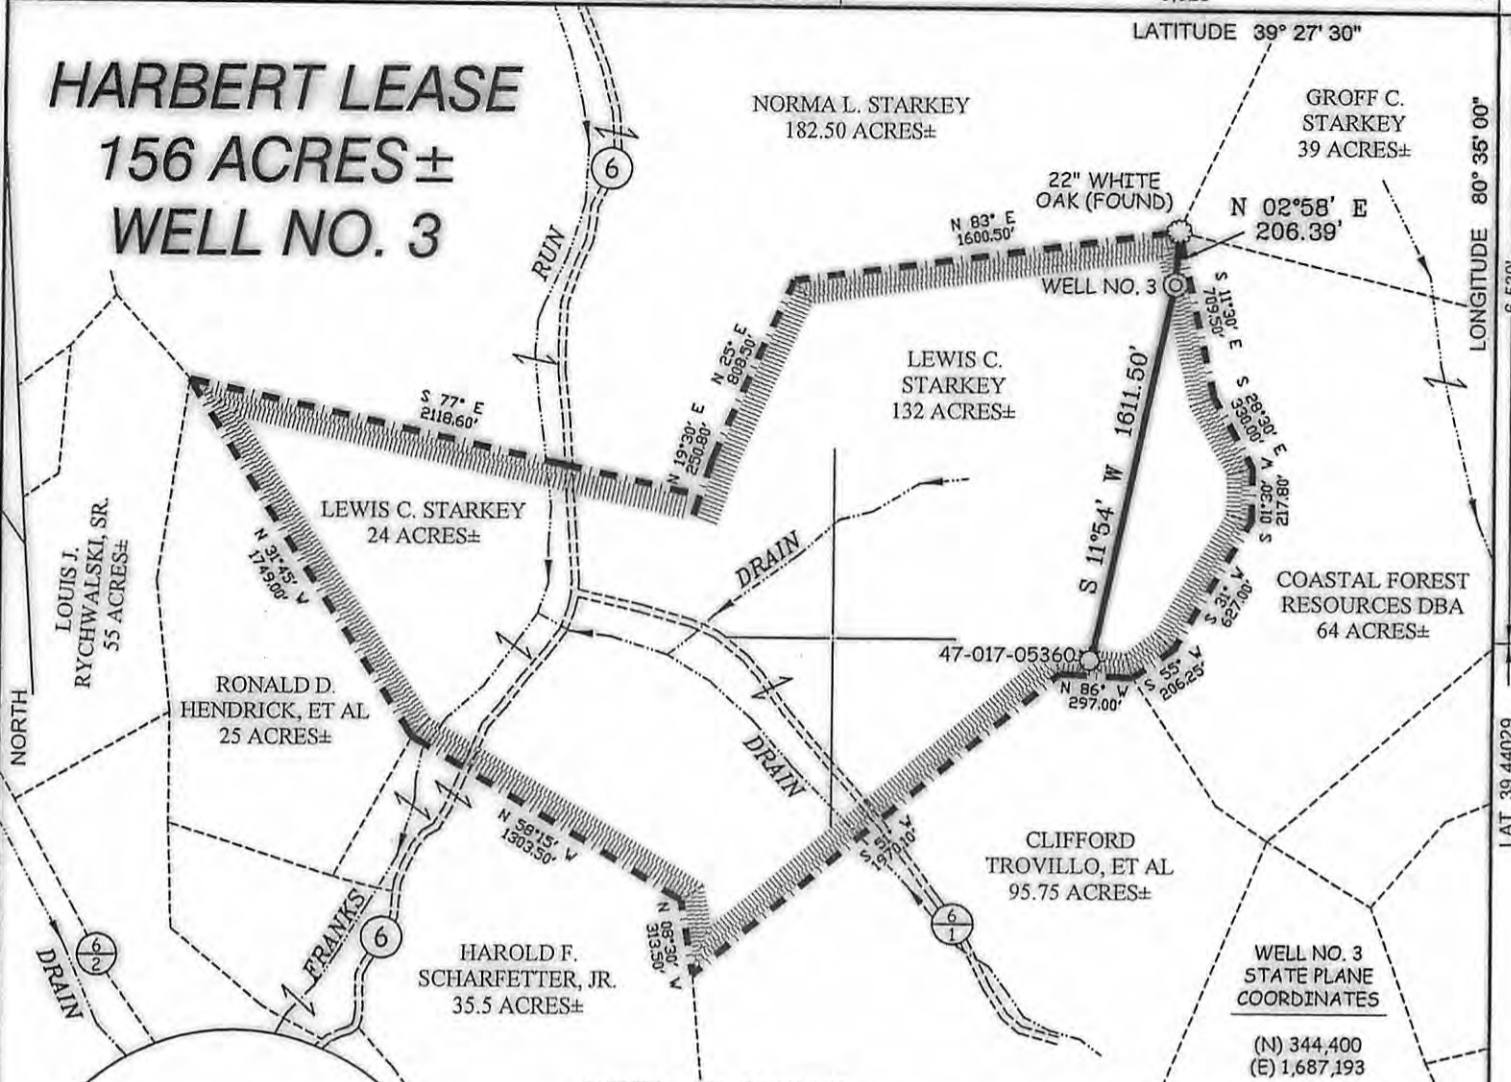 LATITUDE 39° 27' 30"
HARBERT LEASE
156 ACRES±
WELL NO. 3
NORMA L. STARKEY
182.50 ACRES±
GROFF C.
STARKEY
39 ACRES±
LONGITUDE 80° 35' 00"
6
22" WHITE
OAK (FOUND)
N 02°58' E
206.39'
N 83° E
1600.50'
RUN
WELL NO. 3
S 11°30' E
709.50'
N 25° E
808.50'
LEWIS C.
STARKEY
132 ACRES±
S 11°54' W 1611.50'
S 28°30' E
330.00'
S 77° E
2118.60'
N 19°30' E
250.80'
S 01°30' W
217.80'
LEWIS C. STARKEY
24 ACRES±
LOUIS J.
RYCHWALSKI, SR.
55 ACRES±
N 31°45' W
1749.00'
DRAIN
COASTAL FOREST
RESOURCES DBA
64 ACRES±
S 31° W
627.00'
47-017-05360
S 55° W
206.25'
N 86° W
297.00'
RONALD D.
HENDRICK, ET AL
25 ACRES±
NORTH
DRAIN
LAT 39.44029
N 58°15' W
1303.50'
1970.10'
CLIFFORD
TROVILLO, ET AL
95.75 ACRES±
FRANKS
6
6
1
6
2
DRAIN
N 08°30' W
313.50'
HAROLD F.
SCHARFETTER, JR.
35.5 ACRES±
WELL NO. 3
STATE PLANE
COORDINATES
(N) 344,400
(E) 1,687,193